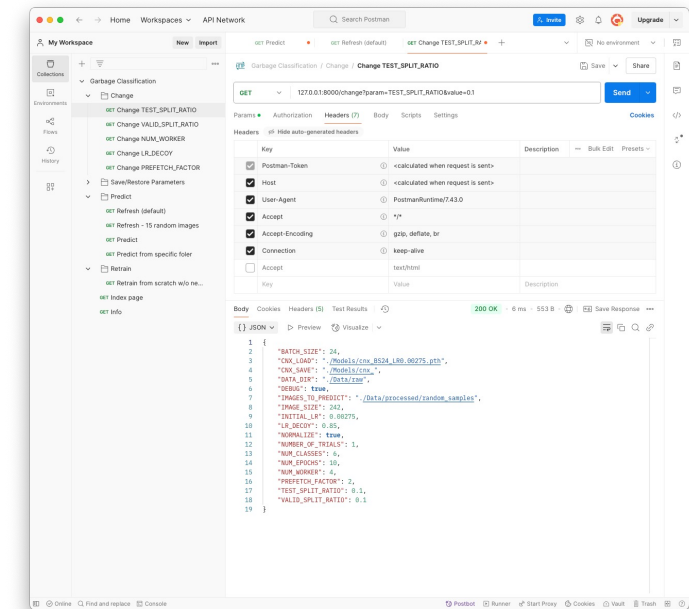 Home Workspaces API Network Search Postman Invite Upgrade
My Workspace New Import GET Predict GET Refresh (default) GET Change TEST_SPLIT_RA No environment
Collections
Environments
Flows
History
Garbage Classification
Change
GET Change TEST_SPLIT_RATIO
GET Change VALID_SPLIT_RATIO
GET Change NUM_WORKER
GET Change LR_DECOY
GET Change PREFETCH_FACTOR
Save/Restore Parameters
Predict
GET Refresh (default)
GET Refresh - 15 random images
GET Predict
GET Predict from specific foler
Retrain
GET Retrain from scratch w/o ne...
GET Index page
GET Info
Garbage Classification / Change / Change TEST_SPLIT_RATIO Save Share
GET 127.0.0.1:8000/change?param=TEST_SPLIT_RATIO&value=0.1 Send
Params Authorization Headers (7) Body Scripts Settings Cookies
Headers Hide auto-generated headers
Key Value Description Bulk Edit Presets
Postman-Token <calculated when request is sent>
Host <calculated when request is sent>
User-Agent PostmanRuntime/7.43.0
Accept */*
Accept-Encoding gzip, deflate, br
Connection keep-alive
Accept text/html
Key Value Description
Body Cookies Headers (5) Test Results 200 OK • 6 ms • 553 B • Save Response
{} JSON Preview Visualize
1 {
2 "BATCH_SIZE": 24,
3 "CNX_LOAD": "./Models/cnx_BS24_LR0.00275.pth",
4 "CNX_SAVE": "./Models/cnx_",
5 "DATA_DIR": "./Data/raw",
6 "DEBUG": true,
7 "IMAGES_TO_PREDICT": "./Data/processed/random_samples",
8 "IMAGE_SIZE": 242,
9 "INITIAL_LR": 0.00275,
10 "LR_DECOY": 0.85,
11 "NORMALIZE": true,
12 "NUMBER_OF_TRIALS": 1,
13 "NUM_CLASSES": 6,
14 "NUM_EPOCHS": 10,
15 "NUM_WORKER": 4,
16 "PREFETCH_FACTOR": 2,
17 "TEST_SPLIT_RATIO": 0.1,
18 "VALID_SPLIT_RATIO": 0.1
19 }
Online Find and replace Console Postbot Runner Start Proxy Cookies Vault Trash